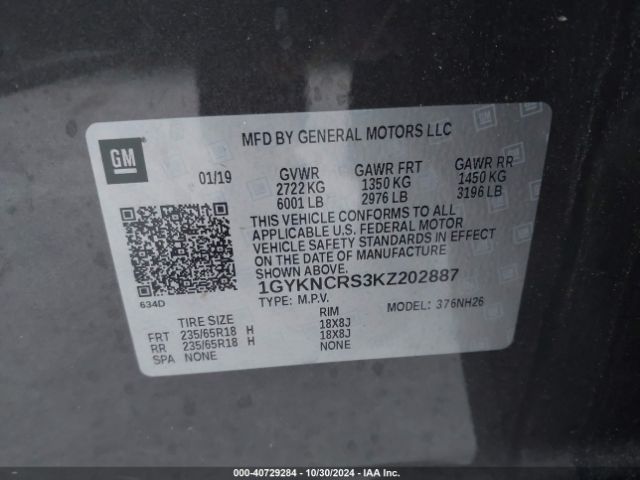 MFD BY GENERAL MOTORS LLC
GM
01/19 GVWR GAWR FRT GAWR RR
2722 KG 1350 KG 1450 KG
6001 LB 2976 LB 3196 LB
THIS VEHICLE CONFORMS TO ALL
APPLICABLE U.S. FEDERAL MOTOR
VEHICLE SAFETY STANDARDS IN EFFECT
ON THE DATE OF MANUFACTURE
SHOWN ABOVE.
1GYKNCRS3KZ202887
634D TYPE: M.P.V. MODEL: 376NH26
TIRE SIZE RIM
FRT 235/65R18 H 18X8J
RR 235/65R18 H 18X8J
SPA NONE NONE
000-40729284 - 10/30/2024 - IAA Inc.